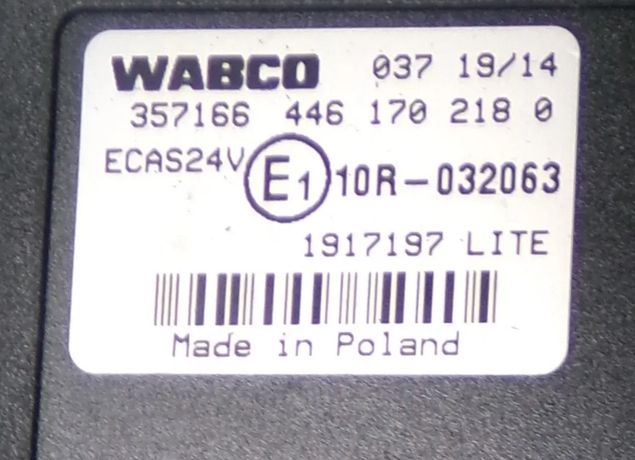 WABCO 037 19/14
357166 446 170 218 0
ECAS24V E1 10R-032063
1917197 LITE
Made in Poland